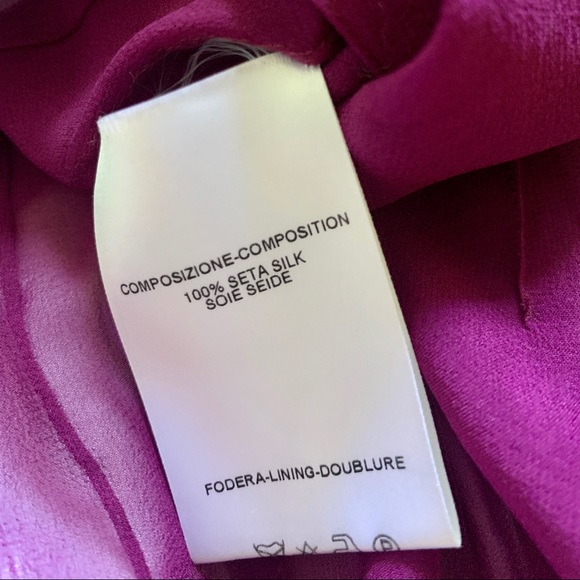 COMPOSIZIONE-COMPOSITION
100% SETA SILK
SOIE SEIDE
FODERA-LINING-DOUBLURE